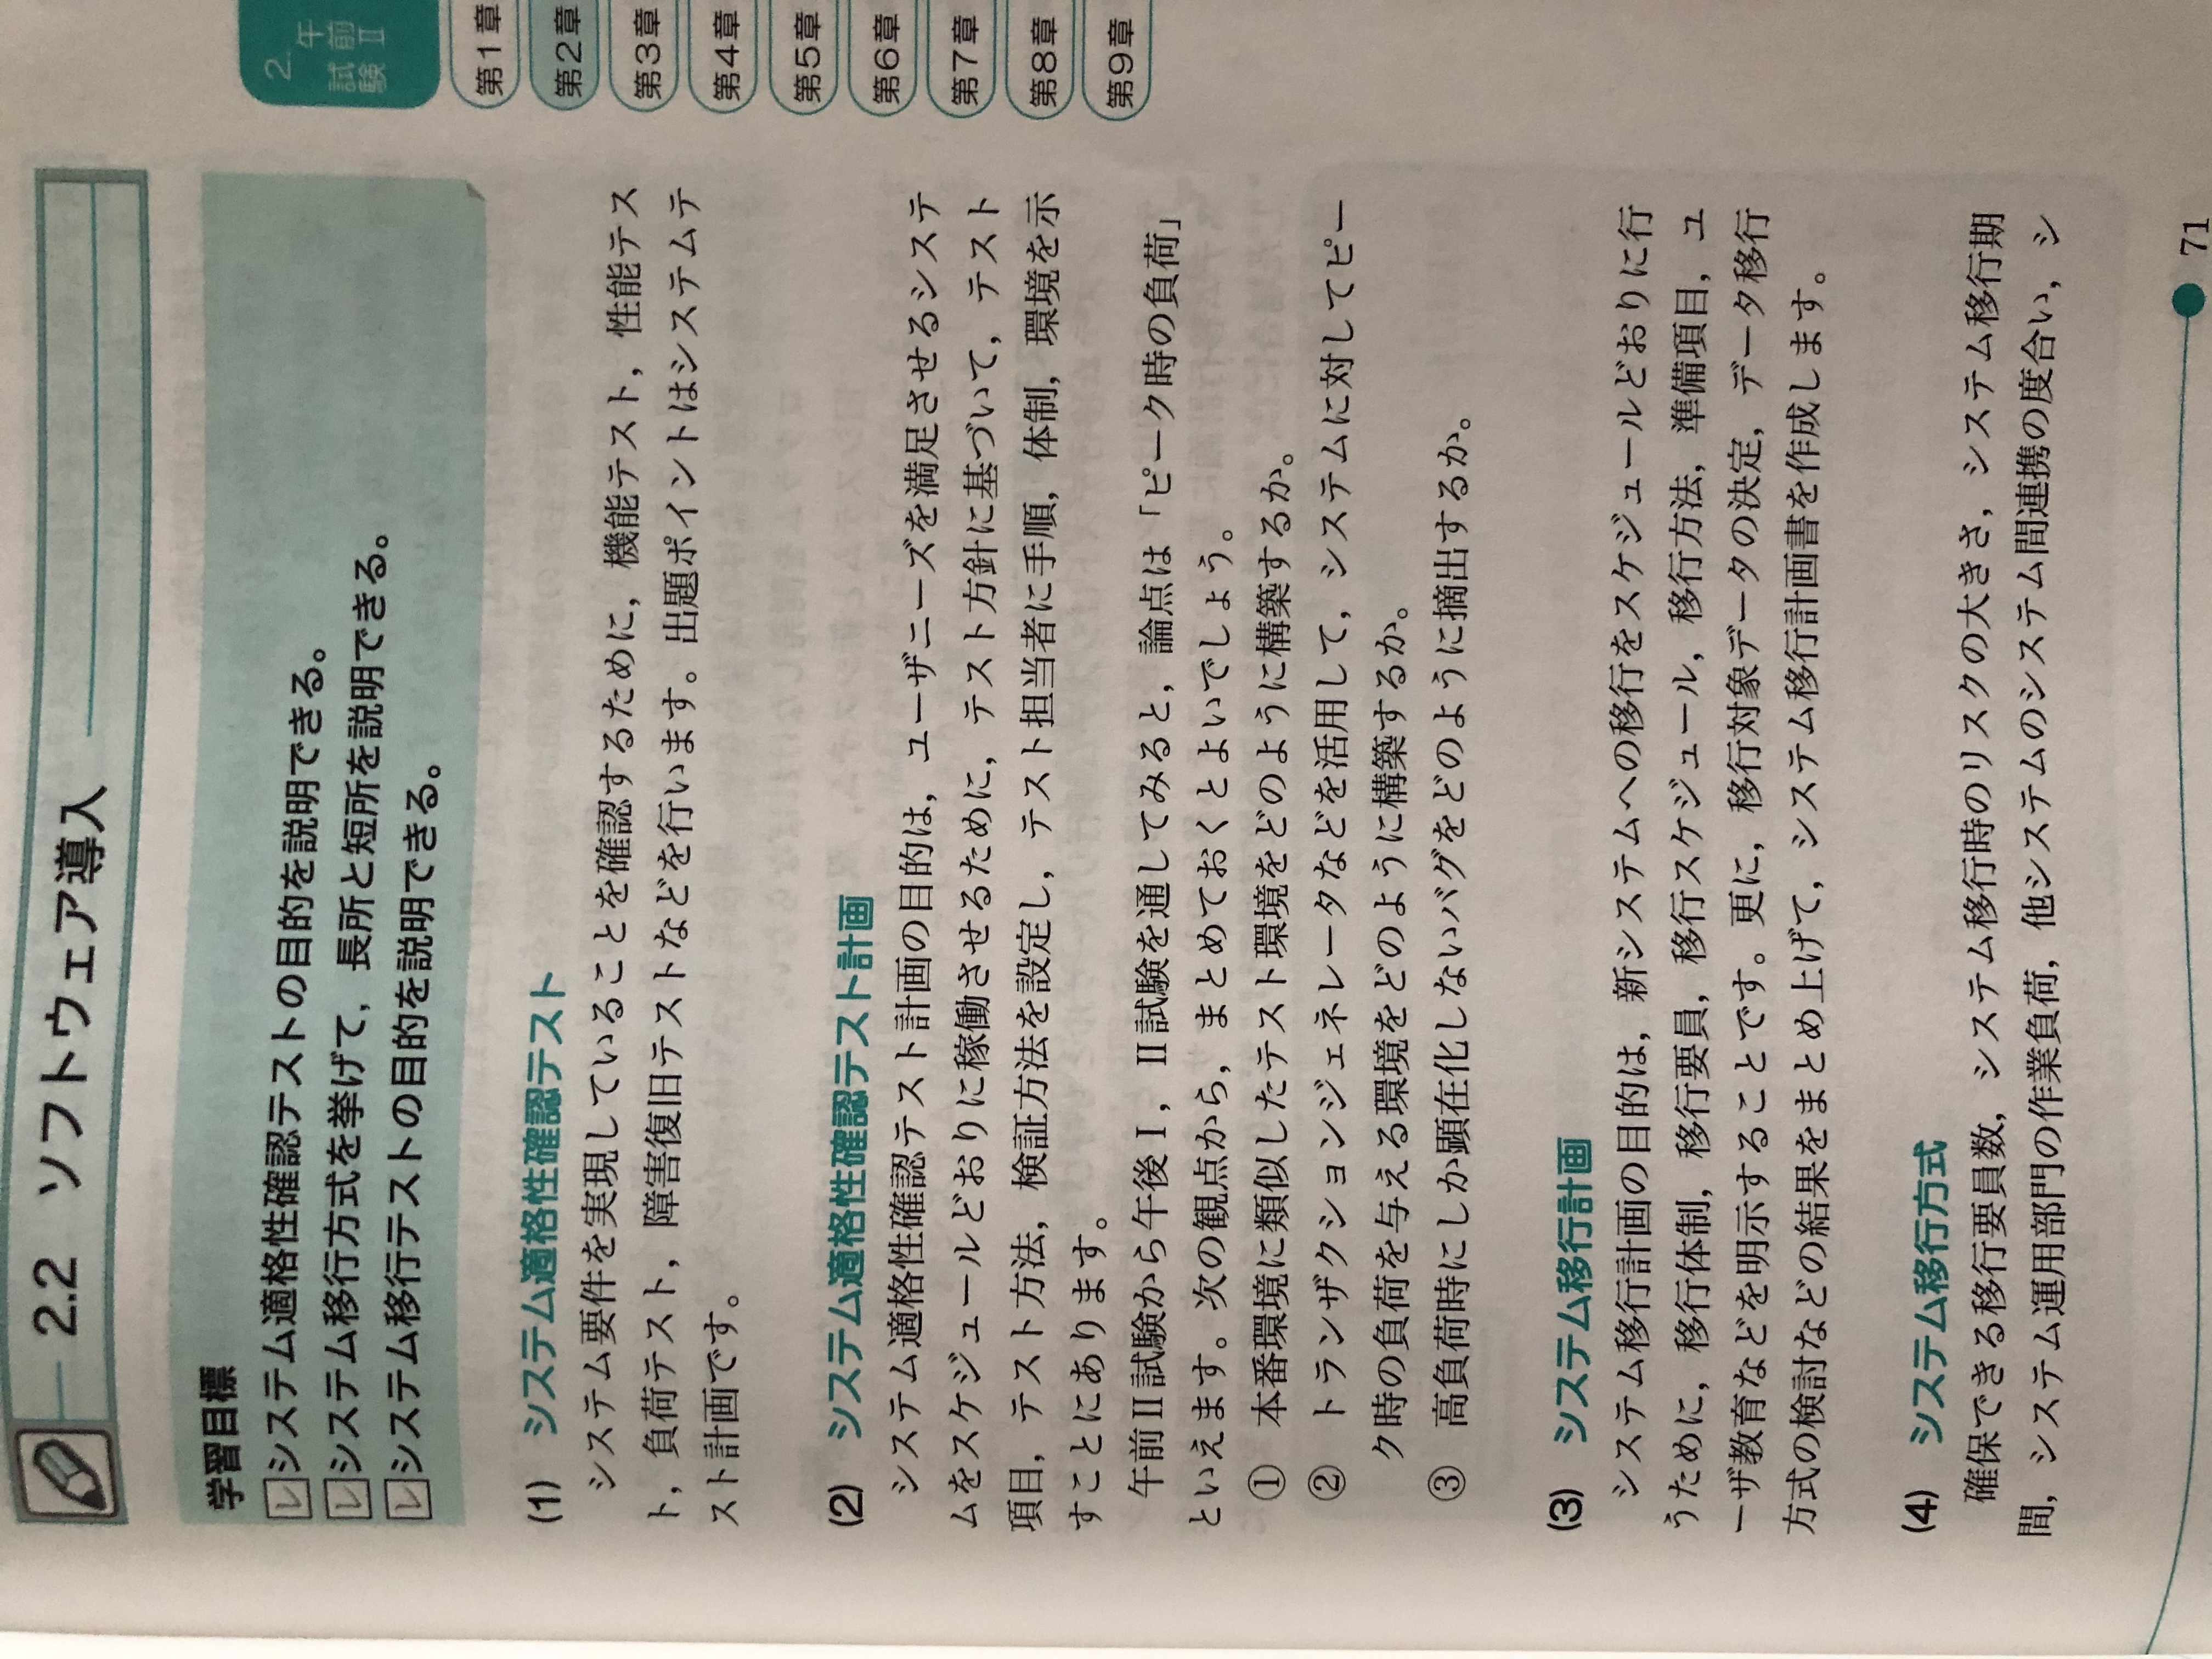 2.2 ソフトウェア導入
学習目標
システム適格性確認テストの目的を説明できる。
システム移行方式を挙げて，長所と短所を説明できる。
システム移行テストの目的を説明できる。
(1) システム適格性確認テスト
システム要件を実現していることを確認するために，機能テスト，性能テス
ト，負荷テスト，障害復旧テストなどを行います。出題ポイントはシステムテ
スト計画です。
(2) システム適格性確認テスト計画
システム適格性確認テスト計画の目的は，ユーザニーズを満足させるシステ
ムをスケジュールどおりに稼働させるために，テスト方針に基づいて，テスト
項目，テスト方法，検証方法を設定し，テスト担当者に手順，体制，環境を示
すことにあります。
午前Ⅱ試験から午後Ⅰ，Ⅱ試験を通してみると，論点は「ピーク時の負荷」
といえます。次の観点から，まとめておくとよいでしょう。
① 本番環境に類似したテスト環境をどのように構築するか。
② トランザクションジェネレータなどを活用して，システムに対してピー
ク時の負荷を与える環境をどのように構築するか。
③ 高負荷時にしか顕在化しないバグをどのように摘出するか。
(3) システム移行計画
システム移行計画の目的は，新システムへの移行をスケジュールどおりに行
うために，移行体制，移行要員，移行スケジュール，移行方法，準備項目，ユ
ーザ教育などを明示することです。更に，移行対象データの決定，データ移行
方式の検討などの結果をまとめ上げて，システム移行計画書を作成します。
(4) システム移行方式
確保できる移行要員数，システム移行時のリスクの大きさ，システム移行期
間，システム運用部門の作業負荷，他システムのシステム間連携の度合い，シ
2.
午前Ⅱ
試験
第1章
第2章
第3章
第4章
第5章
第6章
第7章
第8章
第9章
71